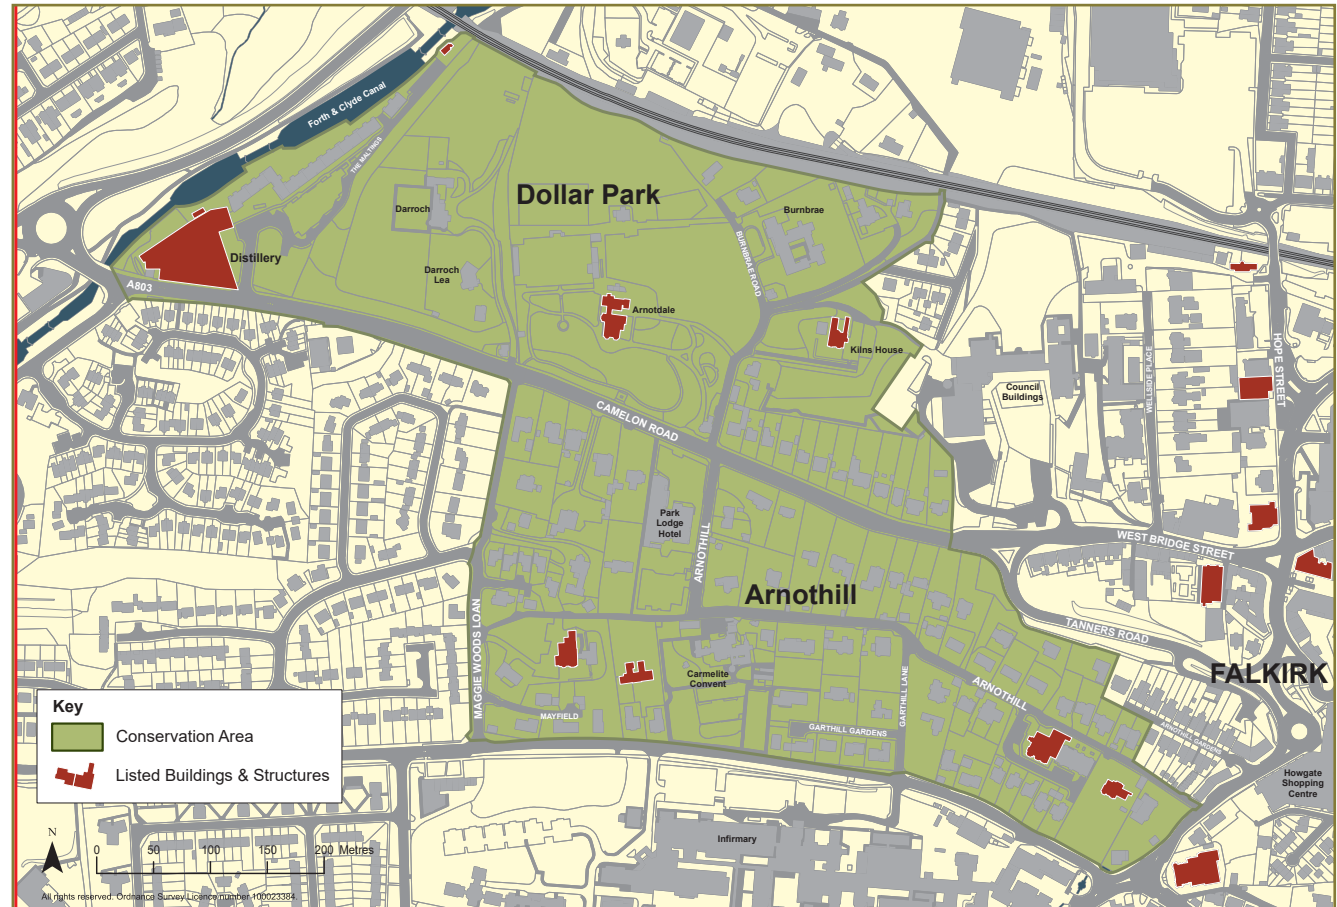 Forth & Clyde Canal
THE MALTINGS
Dollar Park
Darroch
Burnbrae
BURNBRAE ROAD
Distillery
Darroch
Lea
A803
Arnotdale
Kilns House
HOPE STREET
WELLSIDE PLACE
Council
Buildings
CAMELON ROAD
Park
Lodge
Hotel
ARNOTHILL
WEST BRIDGE STREET
Arnothill
TANNERS ROAD
MAGGIE WOODS LOAN
FALKIRK
Carmelite
Convent
GARTHILL LANE
ARNOTHILL
MAYFIELD
GARTHILL GARDENS
ARNOTHILL GARDENS
Howgate
Shopping
Centre
Infirmary
Key
Conservation Area
Listed Buildings & Structures
N
0 50 100 150 200 Metres
All rights reserved. Ordnance Survey Licence number 100023384.